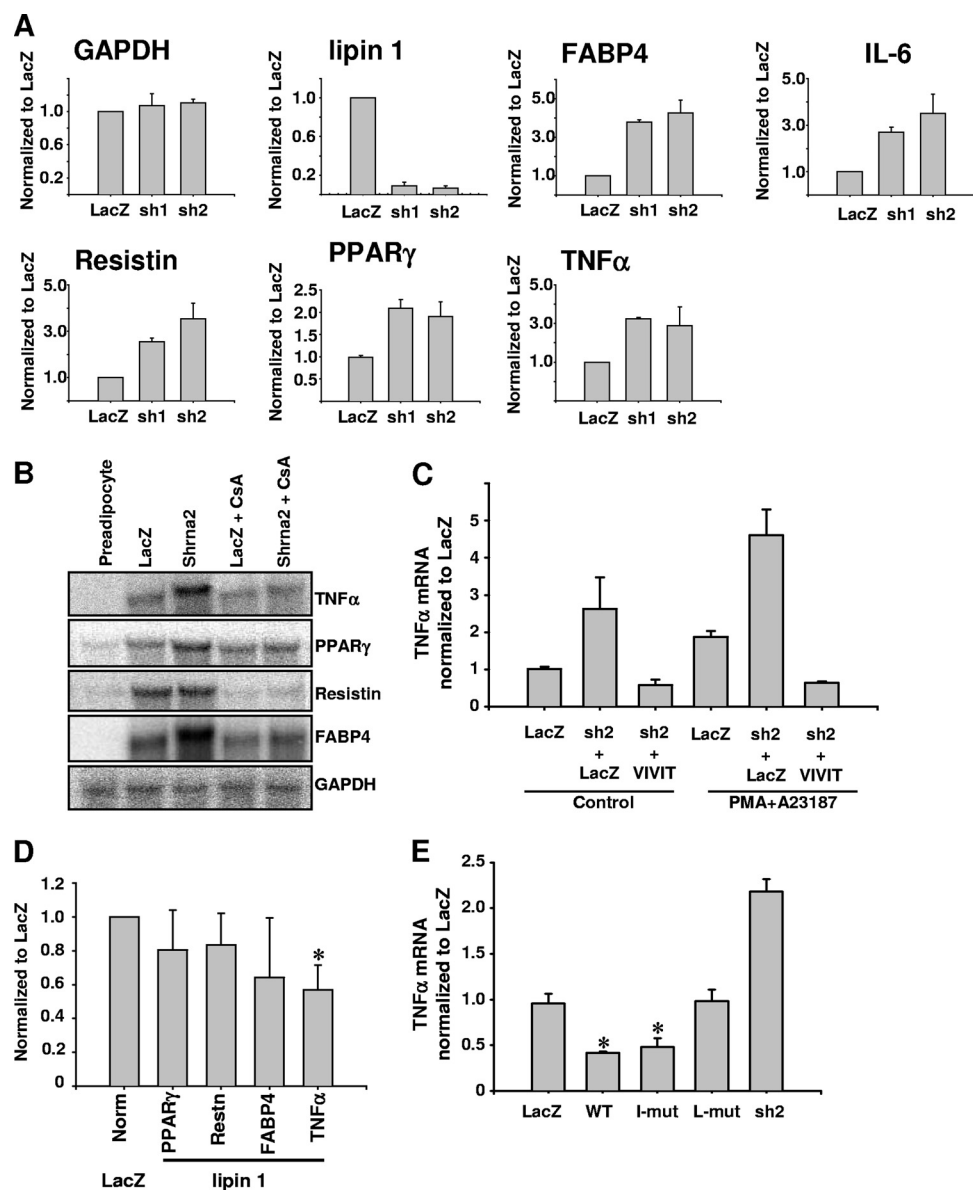 A
GAPDH
Normalized to LacZ
1.0
0.6
0.2
LacZ sh1 sh2
lipin 1
Normalized to LacZ
1.0
0.6
0.2
LacZ sh1 sh2
FABP4
Normalized to LacZ
5.0
3.0
1.0
LacZ sh1 sh2
IL-6
Normalized to LacZ
5.0
3.0
1.0
LacZ sh1 sh2
Resistin
Normalized to LacZ
5.0
3.0
1.0
LacZ sh1 sh2
PPARγ
Normalized to LacZ
2.5
2.0
1.5
1.0
0.5
LacZ sh1 sh2
TNFα
Normalized to LacZ
5.0
3.0
1.0
LacZ sh1 sh2
B
Preadipocyte
LacZ
Shrna2
LacZ + CsA
Shrna2 + CsA
TNFα
PPARγ
Resistin
FABP4
GAPDH
C
TNFα mRNA
normalized to LacZ
5
4
3
2
1
0
LacZ
sh2
+
LacZ
sh2
+
VIVIT
LacZ
sh2
+
LacZ
sh2
+
VIVIT
Control
PMA+A23187
D
Normalized to LacZ
1.2
1.0
0.8
0.6
0.4
0.2
0
*
Norm
PPARγ
Restn
FABP4
TNFα
LacZ
lipin 1
E
TNFα mRNA
normalized to LacZ
2.5
2.0
1.5
1.0
0.5
0
*
*
LacZ WT I-mut L-mut sh2